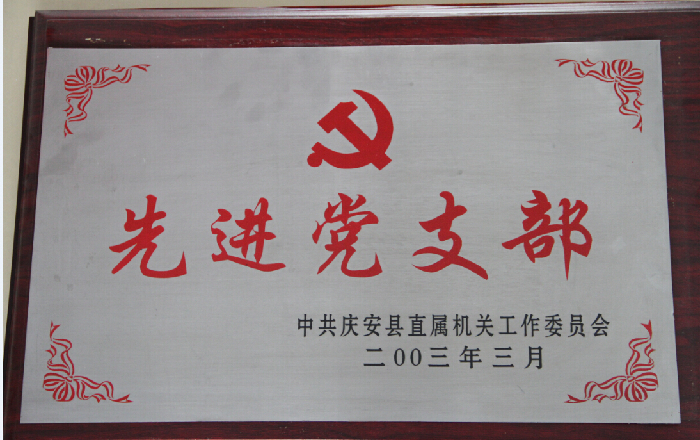 先进党支部
中共庆安县直属机关工作委员会
二00三年三月